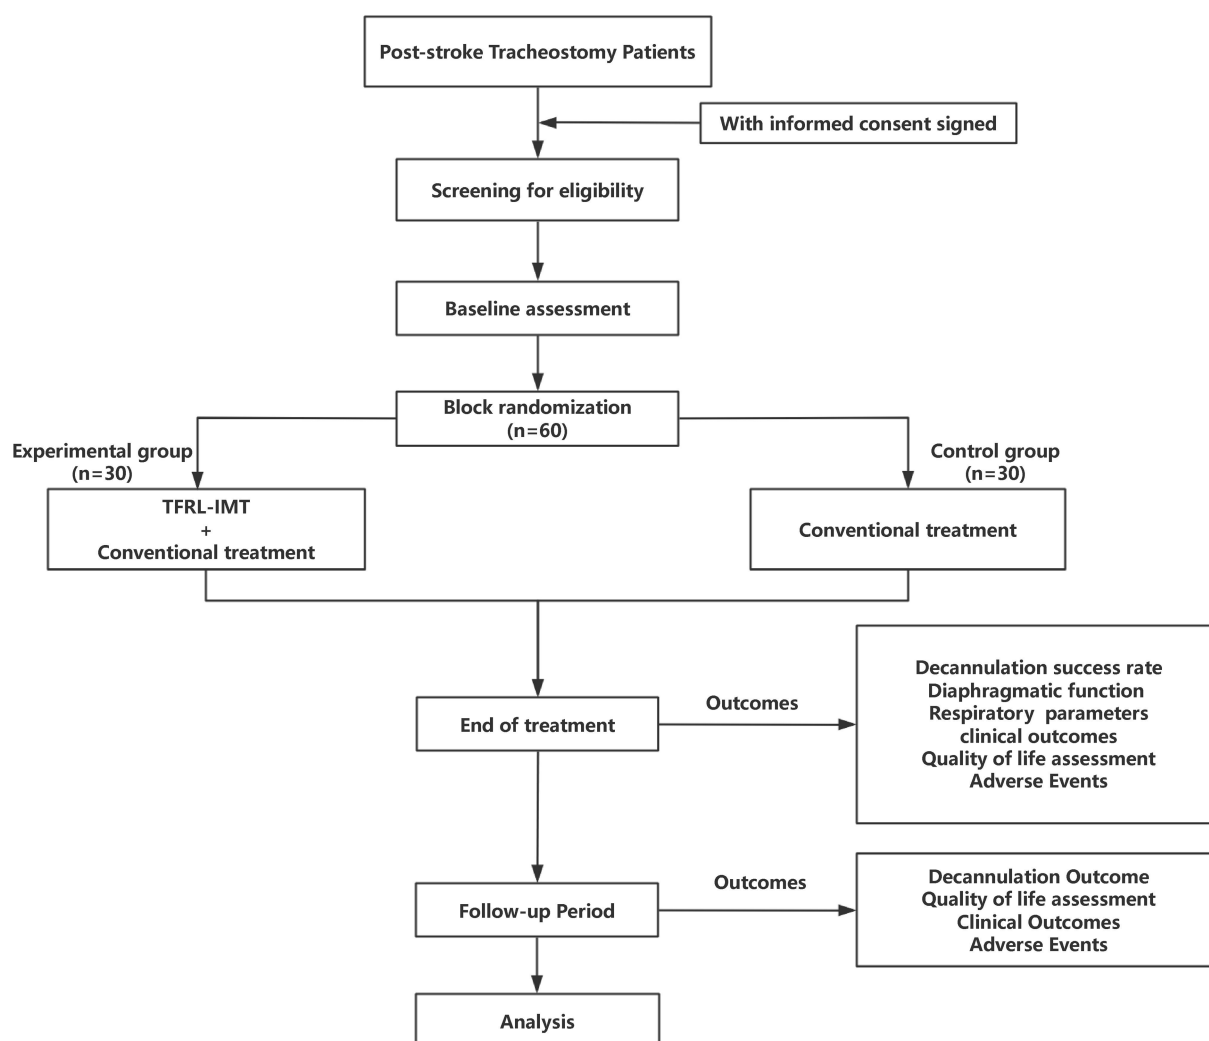 Post-stroke Tracheostomy Patients
With informed consent signed
Screening for eligibility
Baseline assessment
Block randomization
(n=60)
Experimental group
(n=30)
Control group
(n=30)
TFRL-IMT
+
Conventional treatment
Conventional treatment
End of treatment
Outcomes
Decannulation success rate
Diaphragmatic function
Respiratory parameters
clinical outcomes
Quality of life assessment
Adverse Events
Follow-up Period
Outcomes
Decannulation Outcome
Quality of life assessment
Clinical Outcomes
Adverse Events
Analysis